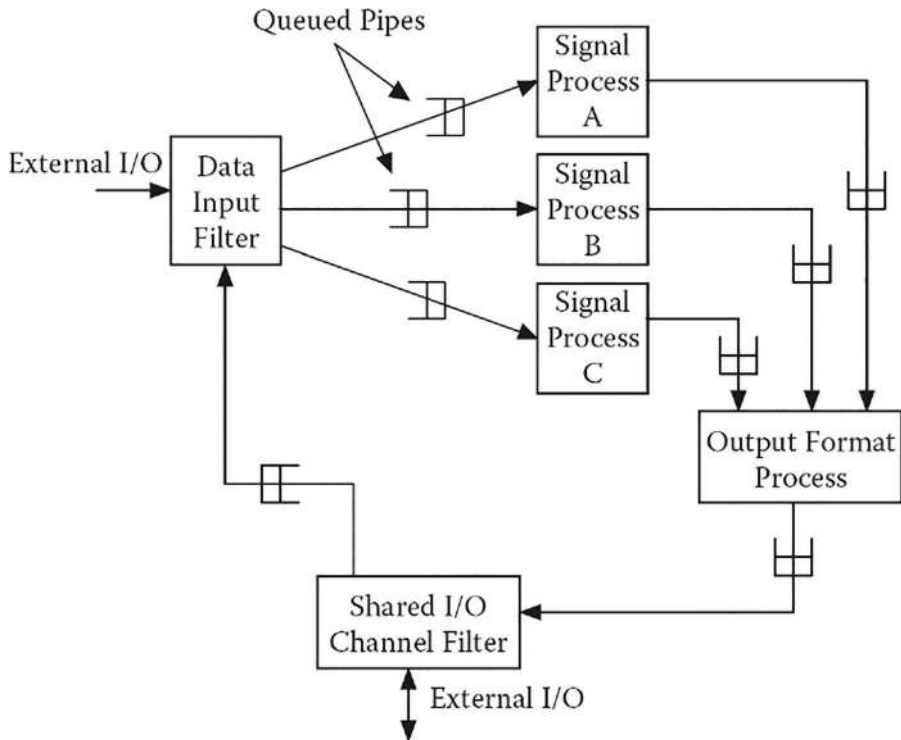 Queued Pipes
Signal
Process
A
External I/O
Data
Input
Filter
Signal
Process
B
Signal
Process
C
Output Format
Process
Shared I/O
Channel Filter
External I/O